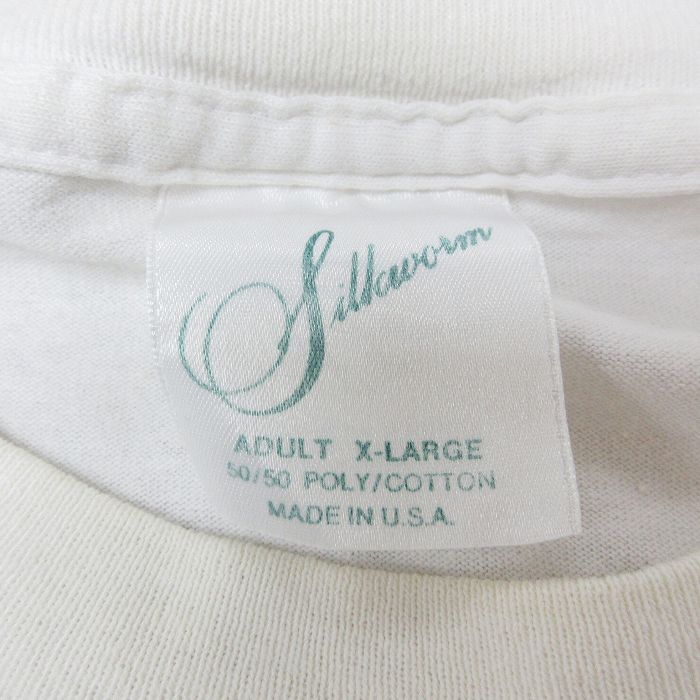 Silkworm
ADULT X-LARGE
50/50 POLY/COTTON
MADE IN U.S.A.